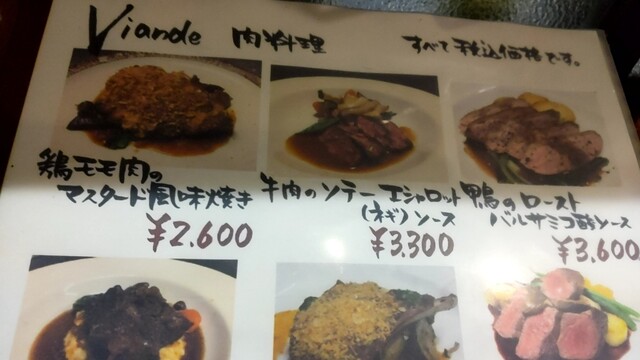 Viande 肉料理 すべて税込価格です。
鶏モモ肉の
マスタード風味焼き
¥2,600
牛肉のソテーエシャロット
(ネギ)ソース
¥3,300
鴨のロースト
バルサミコ酢ソース
¥3,600